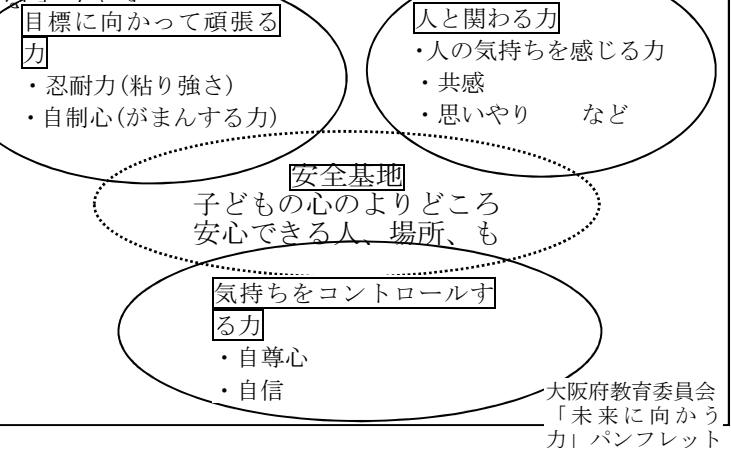 目標に向かって頑張る
力
・忍耐力(粘り強さ)
・自制心(がまんする力)
人と関わる力
・人の気持ちを感じる力
・共感
・思いやり　　など
安全基地
子どもの心のよりどころ
安心できる人、場所、も
気持ちをコントロールす
る力
・自尊心
・自信
大阪府教育委員会
「未来に向かう
力」パンフレット